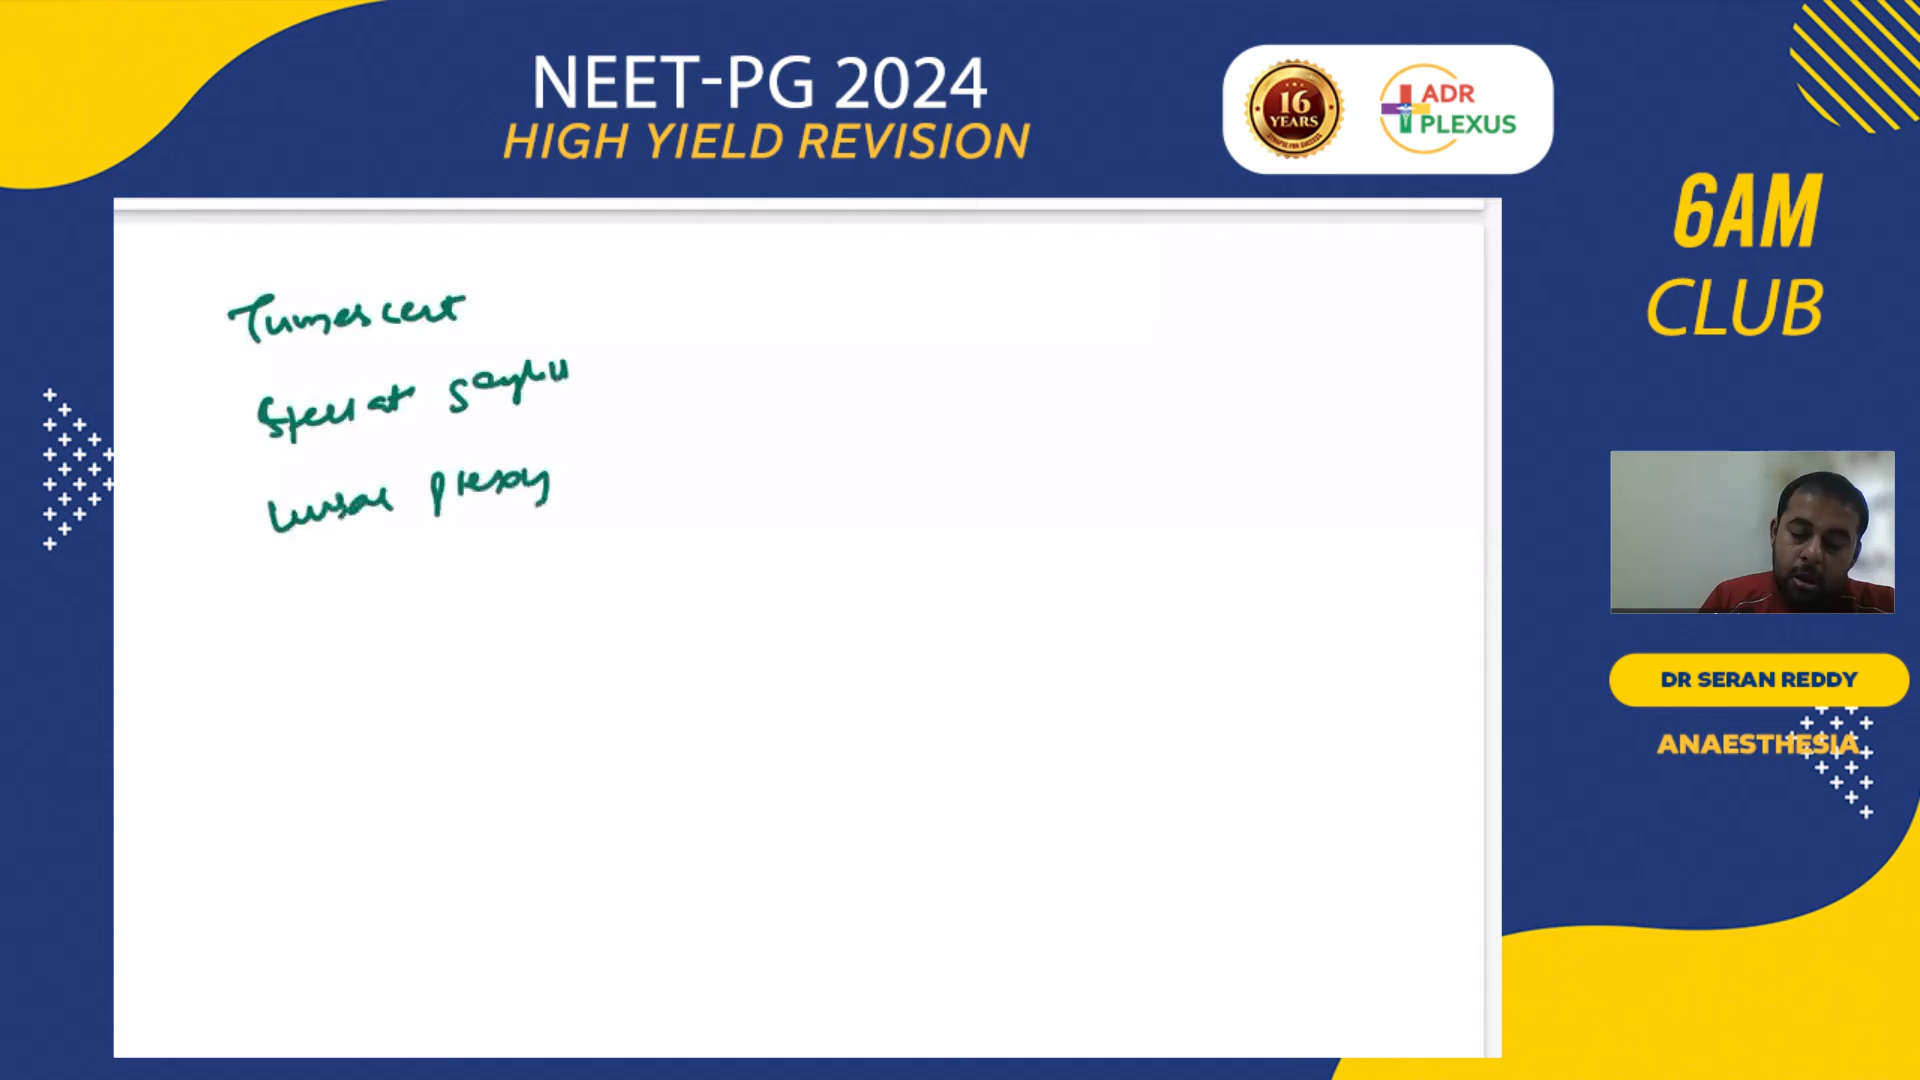 NEET-PG 2024
HIGH YIELD REVISION
16
YEARS
ADR
PLEXUS
6AM
CLUB
Tumescent
DR SERAN REDDY
ANAESTHESIA